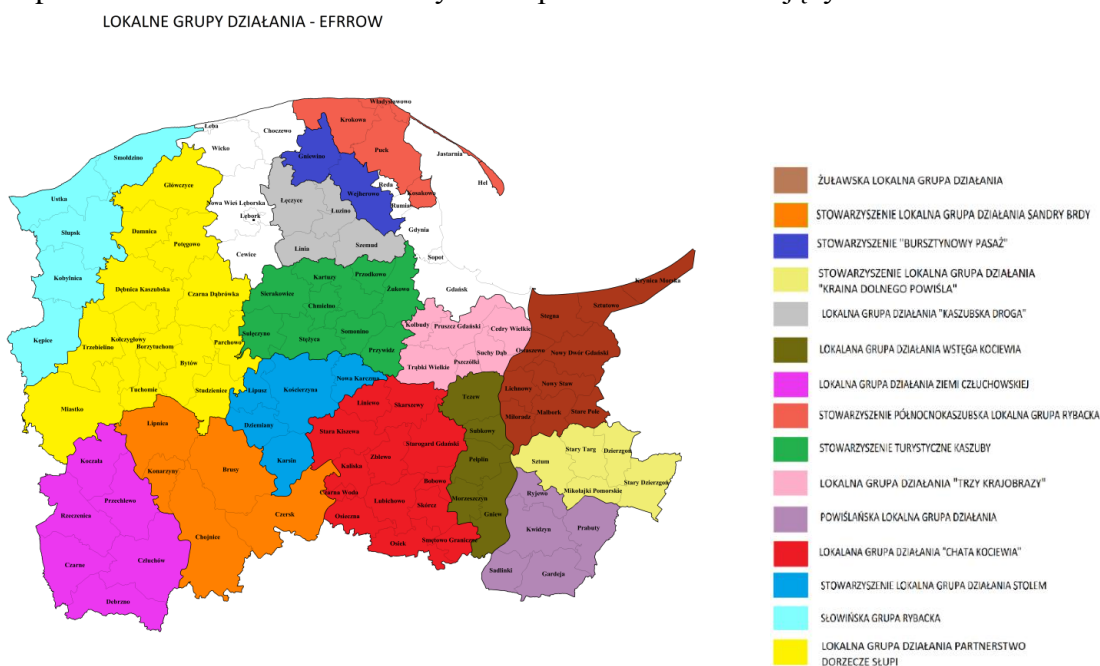 LOKALNE GRUPY DZIAŁANIA - EFRROW
Władysławowo
Krokowa
Łeba
Choczewo
Wicko
Puck
Jastarnia
Gniewino
Smołdzino
Hel
Reda
Główczyce
Wejherowo
Kosakowo
Ustka
Łęczyce
Rumia
Nowa Wieś Lęborska
Luzino
Lębork
Słupsk
Damnica
Gdynia
Potęgowo
Linia
Szemud
Cewice
Sopot
Kobylnica
Kartuzy
Przodkowo
Krynica Morska
Dębnica Kaszubska
Czarna Dąbrówka
Sierakowice
Żukowo
Gdańsk
Chmielno
Sztutowo
Stegna
Kolbudy
Pruszcz Gdański
Cedry Wielkie
Sulęczyno
Somonino
Kępice
Kołczygłowy
Stężyca
Trzebielino
Borzytuchom
Parchowo
Przywidz
Suchy Dąb
Ostaszewo
Nowy Dwór Gdański
Bytów
Pszczółki
Trąbki Wielkie
Nowa Karczma
Tuchomie
Studzienice
Lipusz
Kościerzyna
Lichnowy
Nowy Staw
Miastko
Liniewo
Skarszewy
Tczew
Lipnica
Dziemiany
Miłoradz
Malbork
Stare Pole
Stara Kiszewa
Subkowy
Starogard Gdański
Stary Targ
Dzierzgoń
Koczała
Karsin
Zblewo
Pelplin
Sztum
Konarzyny
Brusy
Kaliska
Bobowo
Stary Dzierzgoń
Przechlewo
Czarna Woda
Lubichowo
Morzeszczyn
Ryjewo
Mikołajki Pomorskie
Rzeczenica
Czersk
Osieczna
Skórcz
Gniew
Kwidzyn
Prabuty
Chojnice
Osiek
Smętowo Graniczne
Czarne
Człuchów
Sadlinki
Gardeja
Debrzno
ŻUŁAWSKA LOKALNA GRUPA DZIAŁANIA
STOWARZYSZENIE LOKALNA GRUPA DZIAŁANIA SANDRY BRDY
STOWARZYSZENIE "BURSZTYNOWY PASAŻ"
STOWARZYSZENIE LOKALNA GRUPA DZIAŁANIA
"KRAINA DOLNEGO POWIŚLA"
LOKALNA GRUPA DZIAŁANIA "KASZUBSKA DROGA"
LOKALANA GRUPA DZIAŁANIA WSTĘGA KOCIEWIA
LOKALNA GRUPA DZIAŁANIA ZIEMI CZŁUCHOWSKIEJ
STOWARZYSZENIE PÓŁNOCNOKASZUBSKA LOKALNA GRUPA RYBACKA
STOWARZYSZENIE TURYSTYCZNE KASZUBY
LOKALNA GRUPA DZIAŁANIA "TRZY KRAJOBRAZY"
POWIŚLAŃSKA LOKALNA GRUPA DZIAŁANIA
LOKALANA GRUPA DZIAŁANIA "CHATA KOCIEWIA"
STOWARZYSZENIE LOKALNA GRUPA DZIAŁANIA STOLEM
SŁOWIŃSKA GRUPA RYBACKA
LOKALNA GRUPA DZIAŁANIA PARTNERSTWO
DORZECZE SŁUPI